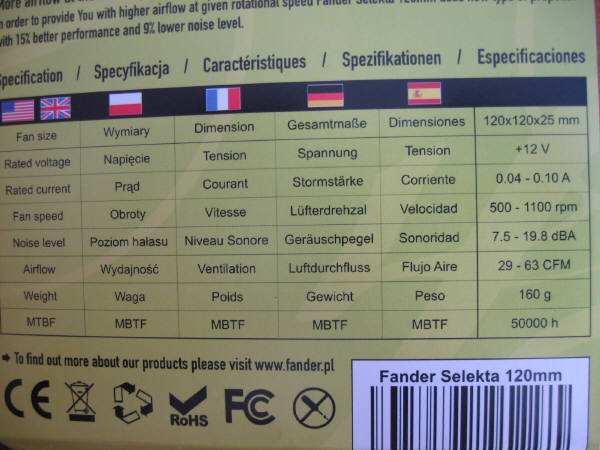 More airflow at
in order to provide You with higher airflow at given rotational speed Fander Selekta 120mm
with 15% better performance and 9% lower noise level.
Specification / Specyfikacja / Caractéristiques / Spezifikationen / Especificaciones
Fan size Wymiary Dimension Gesamtmaße Dimensiones 120x120x25 mm
Rated voltage Napięcie Tension Spannung Tension +12 V
Rated current Prąd Courant Stormstärke Corriente 0.04 - 0.10 A
Fan speed Obroty Vitesse Lüfterdrehzal Velocidad 500 - 1100 rpm
Noise level Poziom hałasu Niveau Sonore Geräuschpegel Sonoridad 7.5 - 19.8 dBA
Airflow Wydajność Ventilation Luftdurchfluss Flujo Aire 29 - 63 CFM
Weight Waga Poids Gewicht Peso 160 g
MTBF MBTF MBTF MBTF MBTF 50000 h
➔ To find out more about our products please visit www.fander.pl
CE RoHS FC
Fander Selekta 120mm